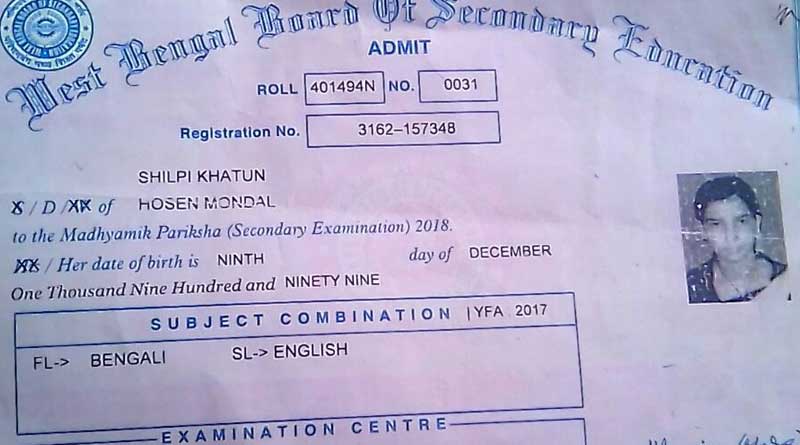 West Bengal Board Of Secondary Education
ADMIT
ROLL 401494N NO. 0031
Registration No. 3162–157348
SHILPI KHATUN
S / D / XX of HOSEN MONDAL
to the Madhyamik Pariksha (Secondary Examination) 2018.
XX / Her date of birth is NINTH day of DECEMBER
One Thousand Nine Hundred and NINETY NINE
SUBJECT COMBINATION | YFA 2017
FL-> BENGALI SL-> ENGLISH
EXAMINATION CENTRE